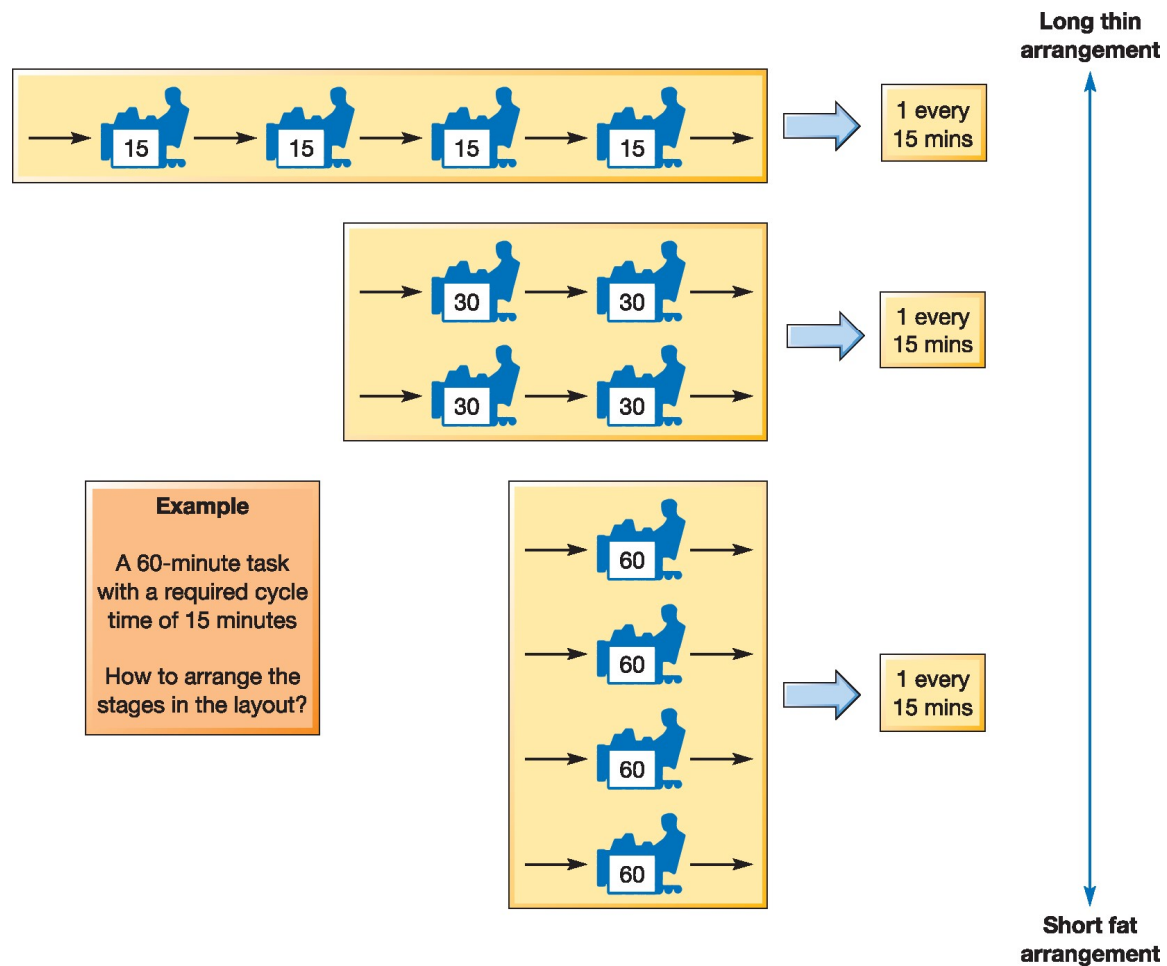 Long thin
arrangement
15
15
15
15
1 every
15 mins
30
30
1 every
15 mins
30
30
Example
A 60-minute task
with a required cycle
time of 15 minutes
How to arrange the
stages in the layout?
60
60
1 every
15 mins
60
60
Short fat
arrangement